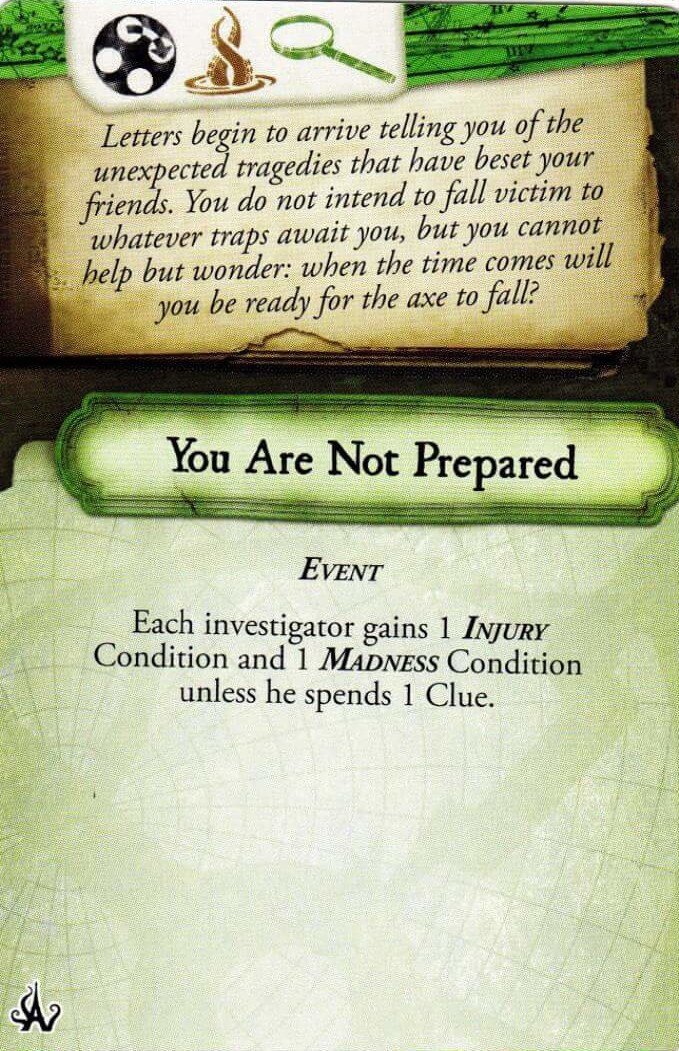 Letters begin to arrive telling you of the
unexpected tragedies that have beset your
friends. You do not intend to fall victim to
whatever traps await you, but you cannot
help but wonder: when the time comes will
you be ready for the axe to fall?
You Are Not Prepared
EVENT
Each investigator gains 1 INJURY
Condition and 1 MADNESS Condition
unless he spends 1 Clue.